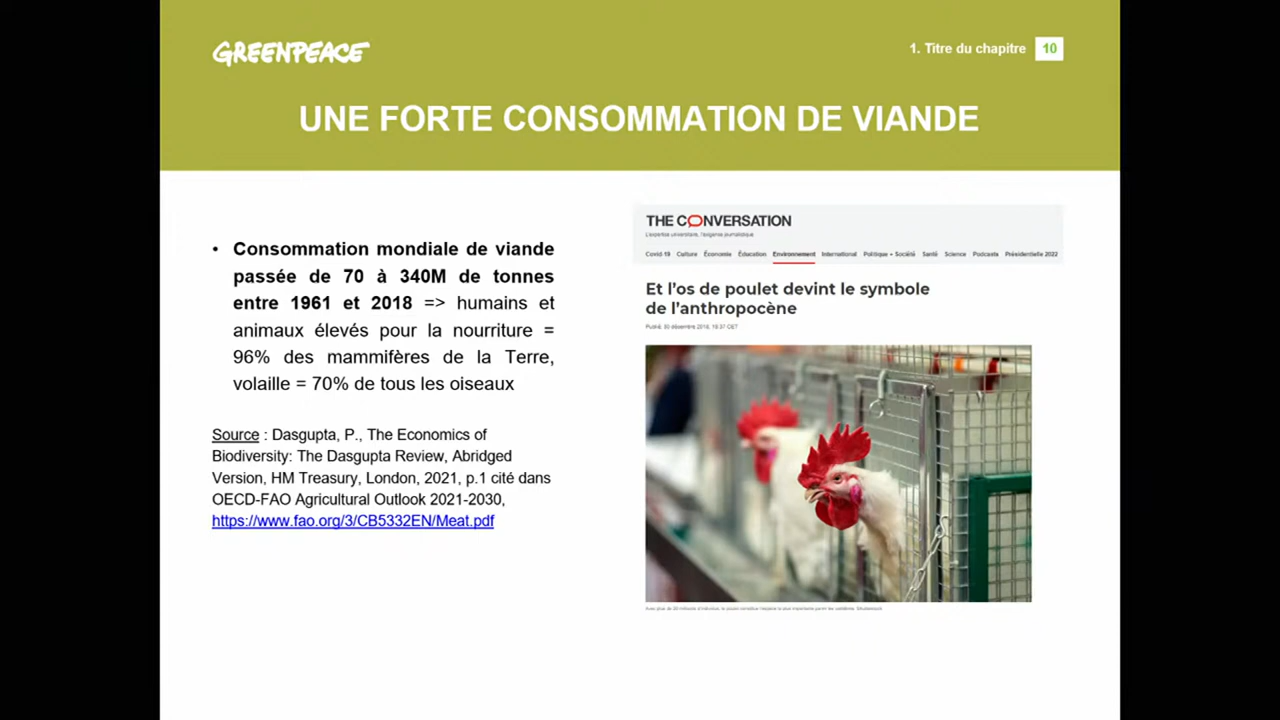 GREENPEACE
1. Titre du chapitre 10
UNE FORTE CONSOMMATION DE VIANDE
• Consommation mondiale de viande
passée de 70 à 340M de tonnes
entre 1961 et 2018 => humains et
animaux élevés pour la nourriture =
96% des mammifères de la Terre,
volaille = 70% de tous les oiseaux
Source : Dasgupta, P., The Economics of
Biodiversity: The Dasgupta Review, Abridged
Version, HM Treasury, London, 2021, p.1 cité dans
OECD-FAO Agricultural Outlook 2021-2030,
https://www.fao.org/3/CB5332EN/Meat.pdf
THE CONVERSATION
L'expertise universitaire, l'exigence journalistique
Covid-19 Culture Économie Éducation Environnement International Politique + Société Santé Science Podcasts Présidentielle 2022
Et l'os de poulet devint le symbole
de l'anthropocène